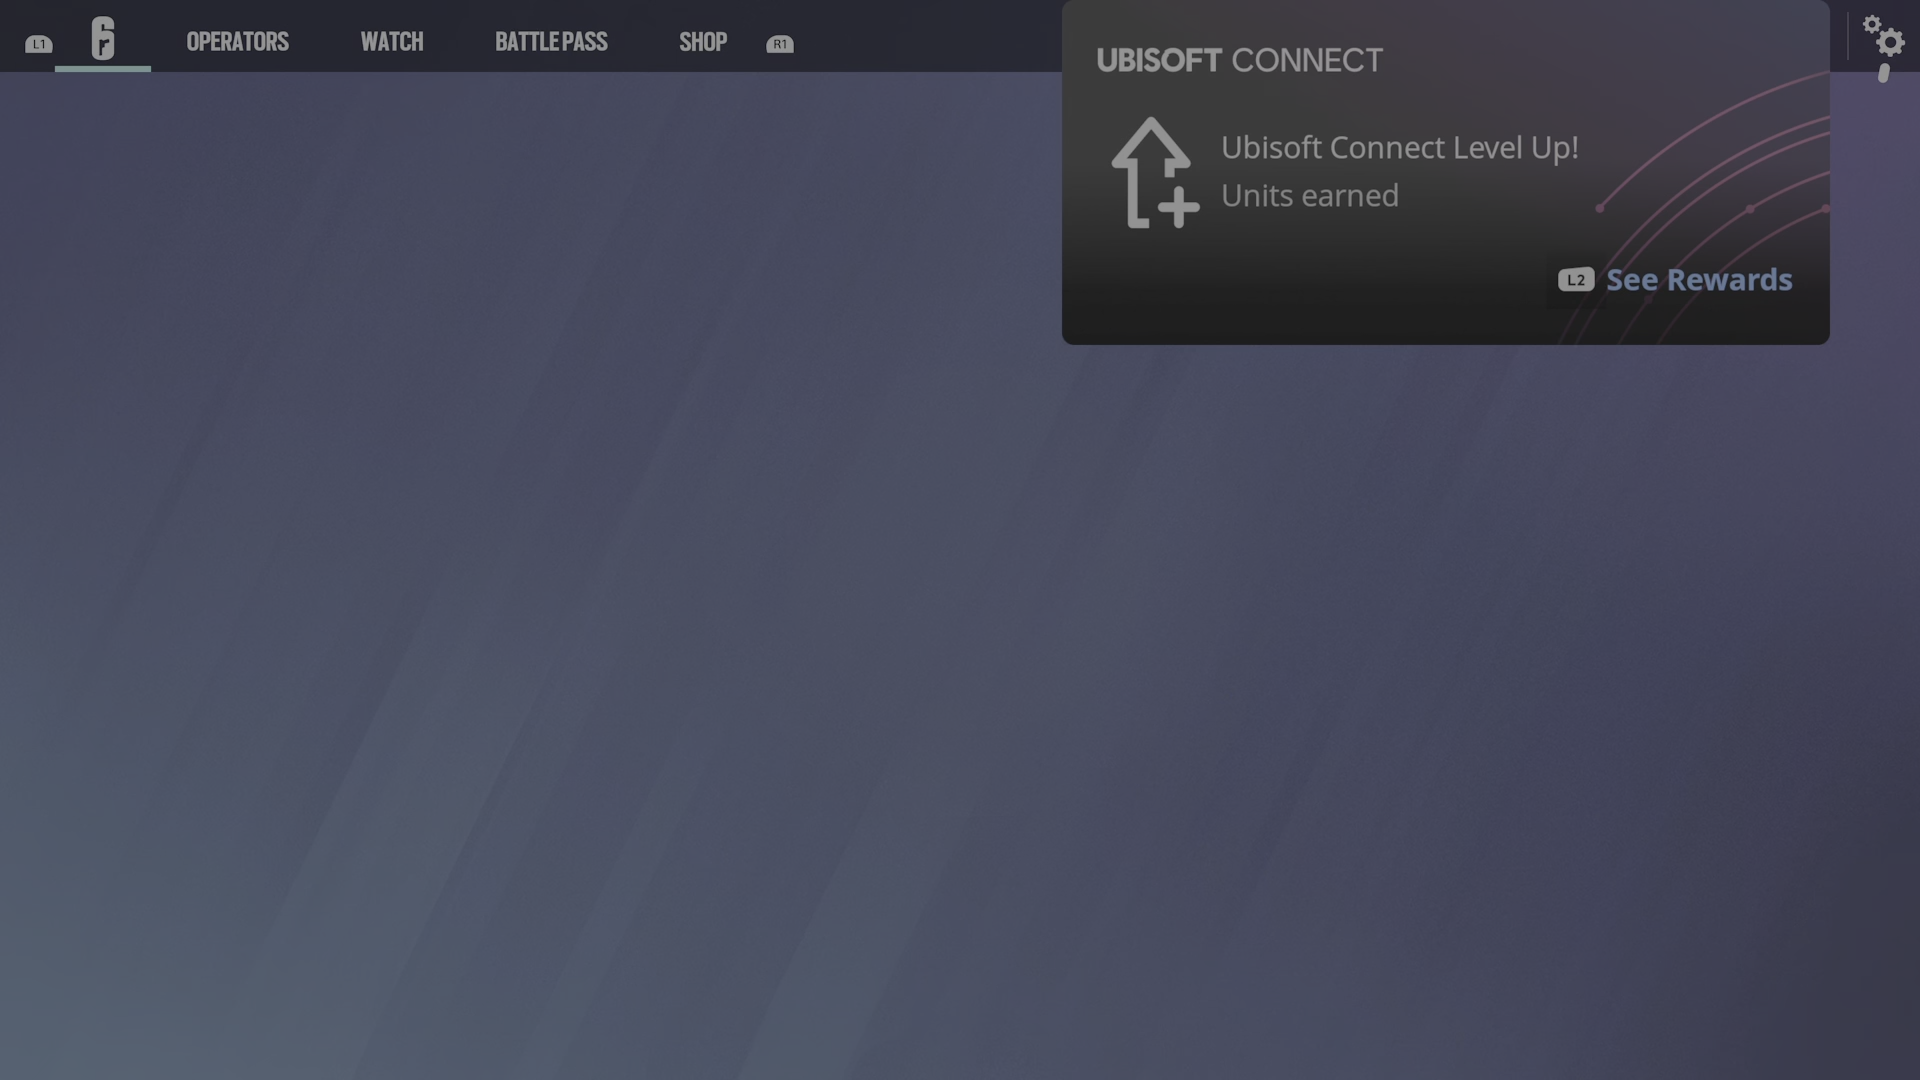 L1
OPERATORS
WATCH
BATTLE PASS
SHOP
R1
UBISOFT CONNECT
Ubisoft Connect Level Up!
Units earned
L2 See Rewards